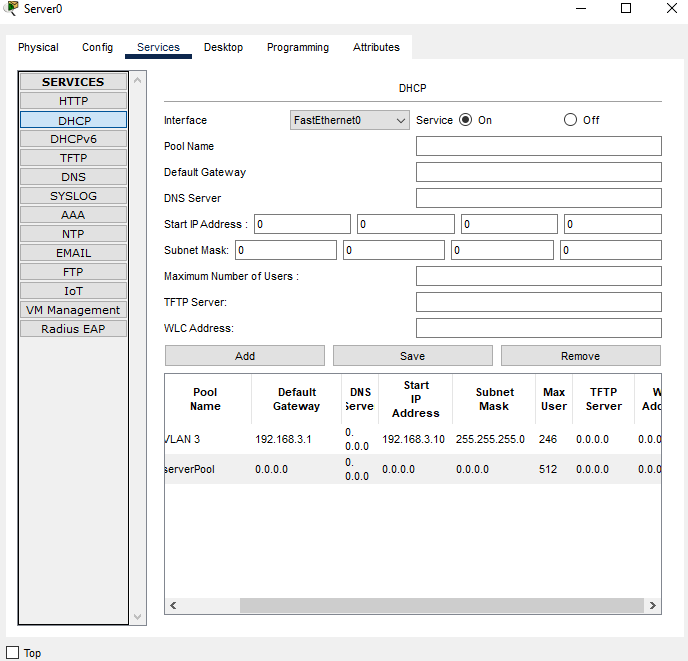 Server0
Physical Config Services Desktop Programming Attributes
SERVICES
HTTP
DHCP
DHCPv6
TFTP
DNS
SYSLOG
AAA
NTP
EMAIL
FTP
IoT
VM Management
Radius EAP
DHCP
Interface FastEthernet0 Service On Off
Pool Name
Default Gateway
DNS Server
Start IP Address : 0 0 0 0
Subnet Mask: 0 0 0 0
Maximum Number of Users :
TFTP Server:
WLC Address:
Add Save Remove
Pool Name Default Gateway DNS Serve Start IP Address Subnet Mask Max User TFTP Server W Add
VLAN 3 192.168.3.1 0.0.0.0 192.168.3.10 255.255.255.0 246 0.0.0.0 0.0.0
serverPool 0.0.0.0 0.0.0.0 0.0.0.0 0.0.0.0 512 0.0.0.0 0.0.0
Top